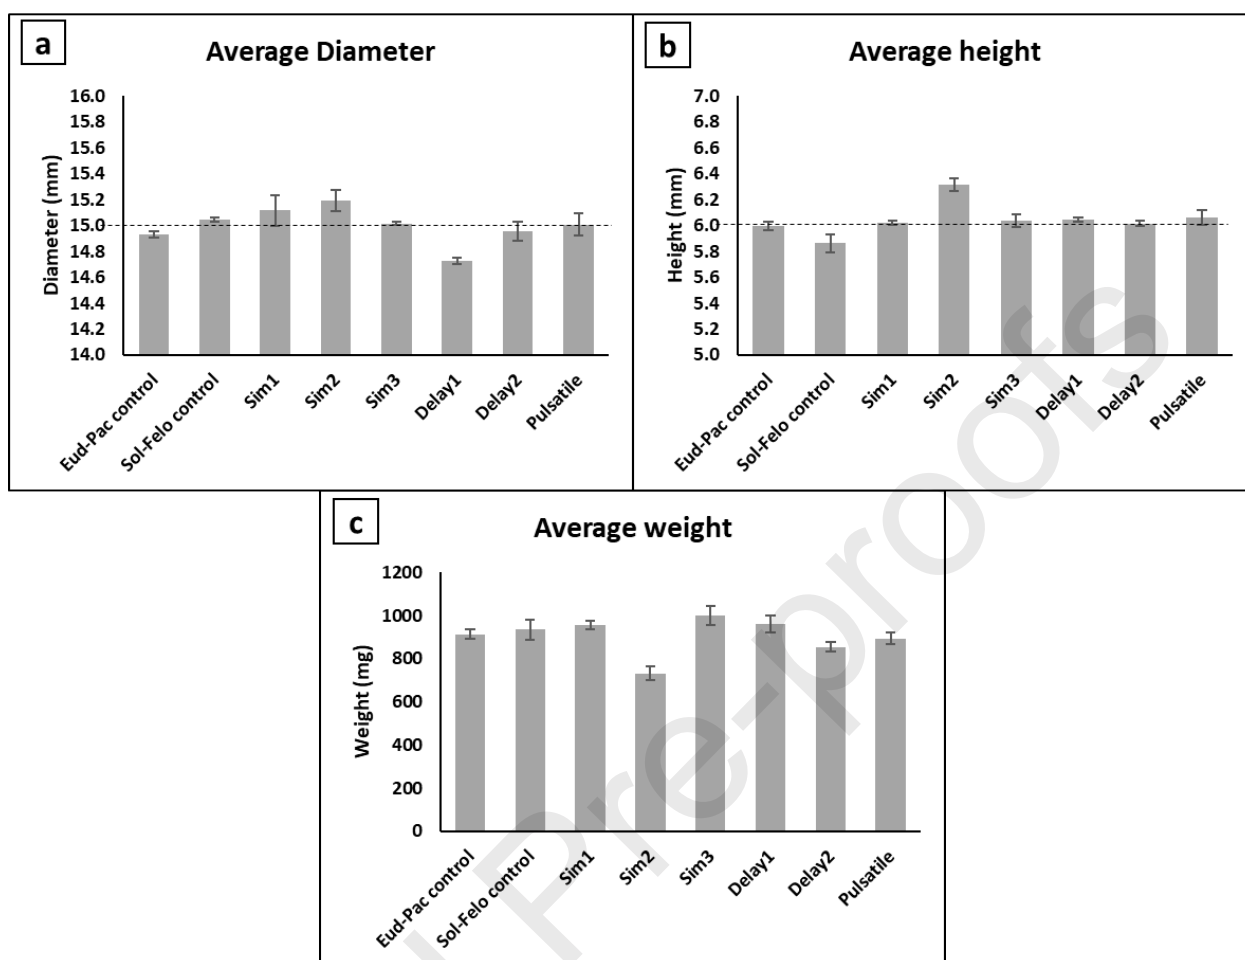 a
Average Diameter
Diameter (mm)
16.0
15.8
15.6
15.4
15.2
15.0
14.8
14.6
14.4
14.2
14.0
Eud-Pac control
Sol-Felo control
Sim1
Sim2
Sim3
Delay1
Delay2
Pulsatile
b
Average height
Height (mm)
7.0
6.8
6.6
6.4
6.2
6.0
5.8
5.6
5.4
5.2
5.0
Eud-Pac control
Sol-Felo control
Sim1
Sim2
Sim3
Delay1
Delay2
Pulsatile
c
Average weight
Weight (mg)
1200
1000
800
600
400
200
0
Eud-Pac control
Sol-Felo control
Sim1
Sim2
Sim3
Delay1
Delay2
Pulsatile
Pre-proofs